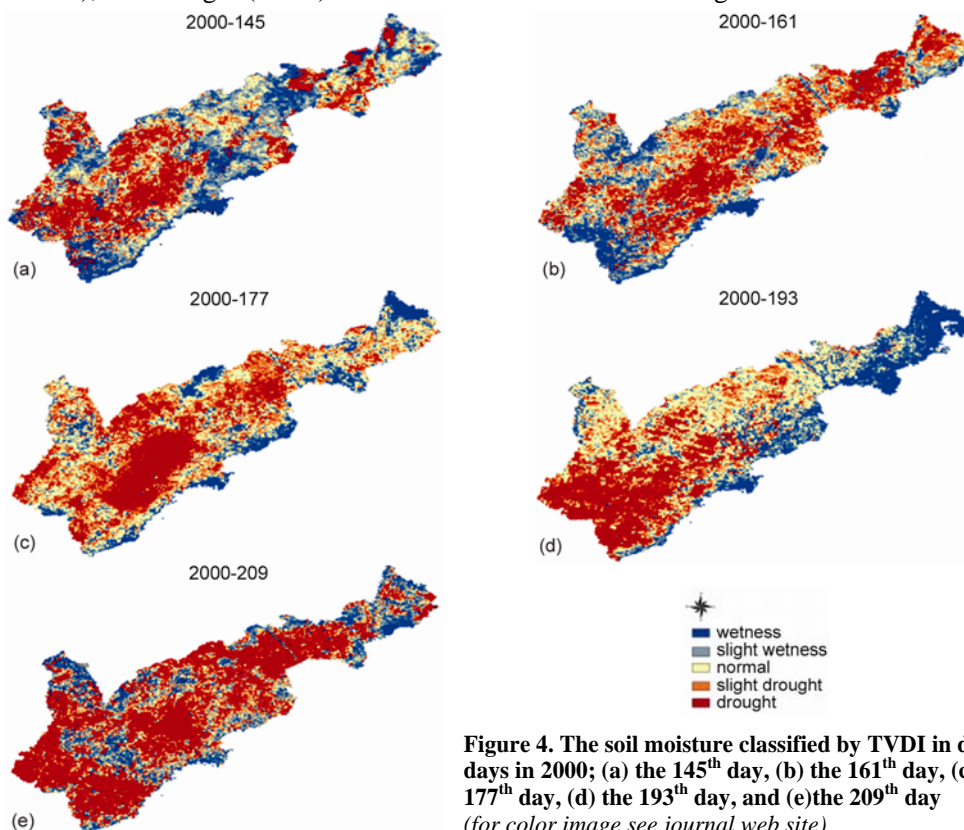 2000-145
2000-161
(a)
(b)
2000-177
2000-193
(c)
(d)
2000-209
wetness
slight wetness
normal
slight drought
drought
(e)
Figure 4. The soil moisture classified by TVDI in
days in 2000; (a) the 145th day, (b) the 161th day,
177th day, (d) the 193th day, and (e)the 209th day
(for color image see journal web site)